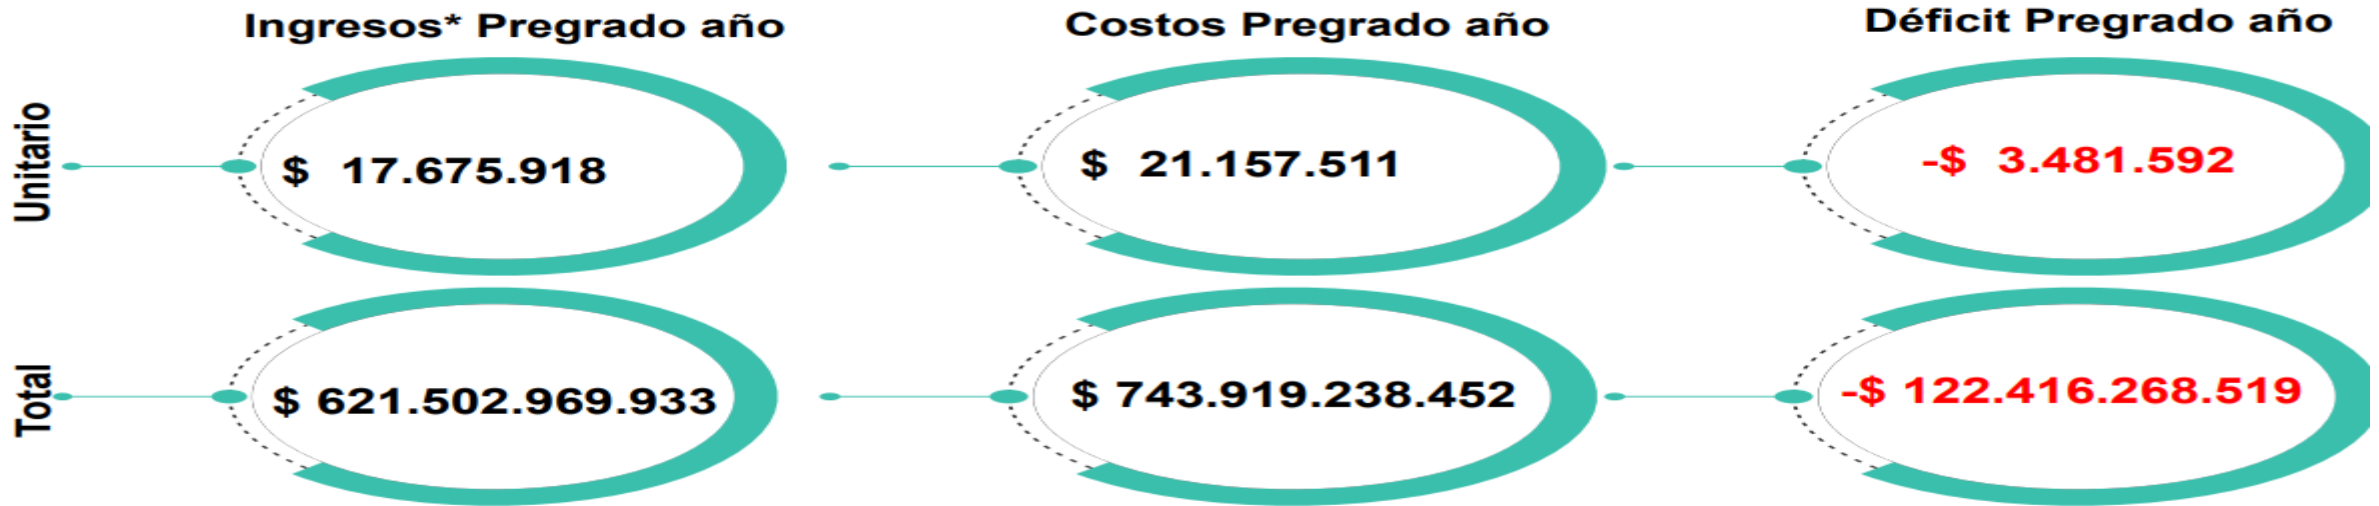 Ingresos* Pregrado año
Costos Pregrado año
Déficit Pregrado año
Unitario
$ 17.675.918
$ 21.157.511
-$ 3.481.592
Total
$ 621.502.969.933
$ 743.919.238.452
-$ 122.416.268.519